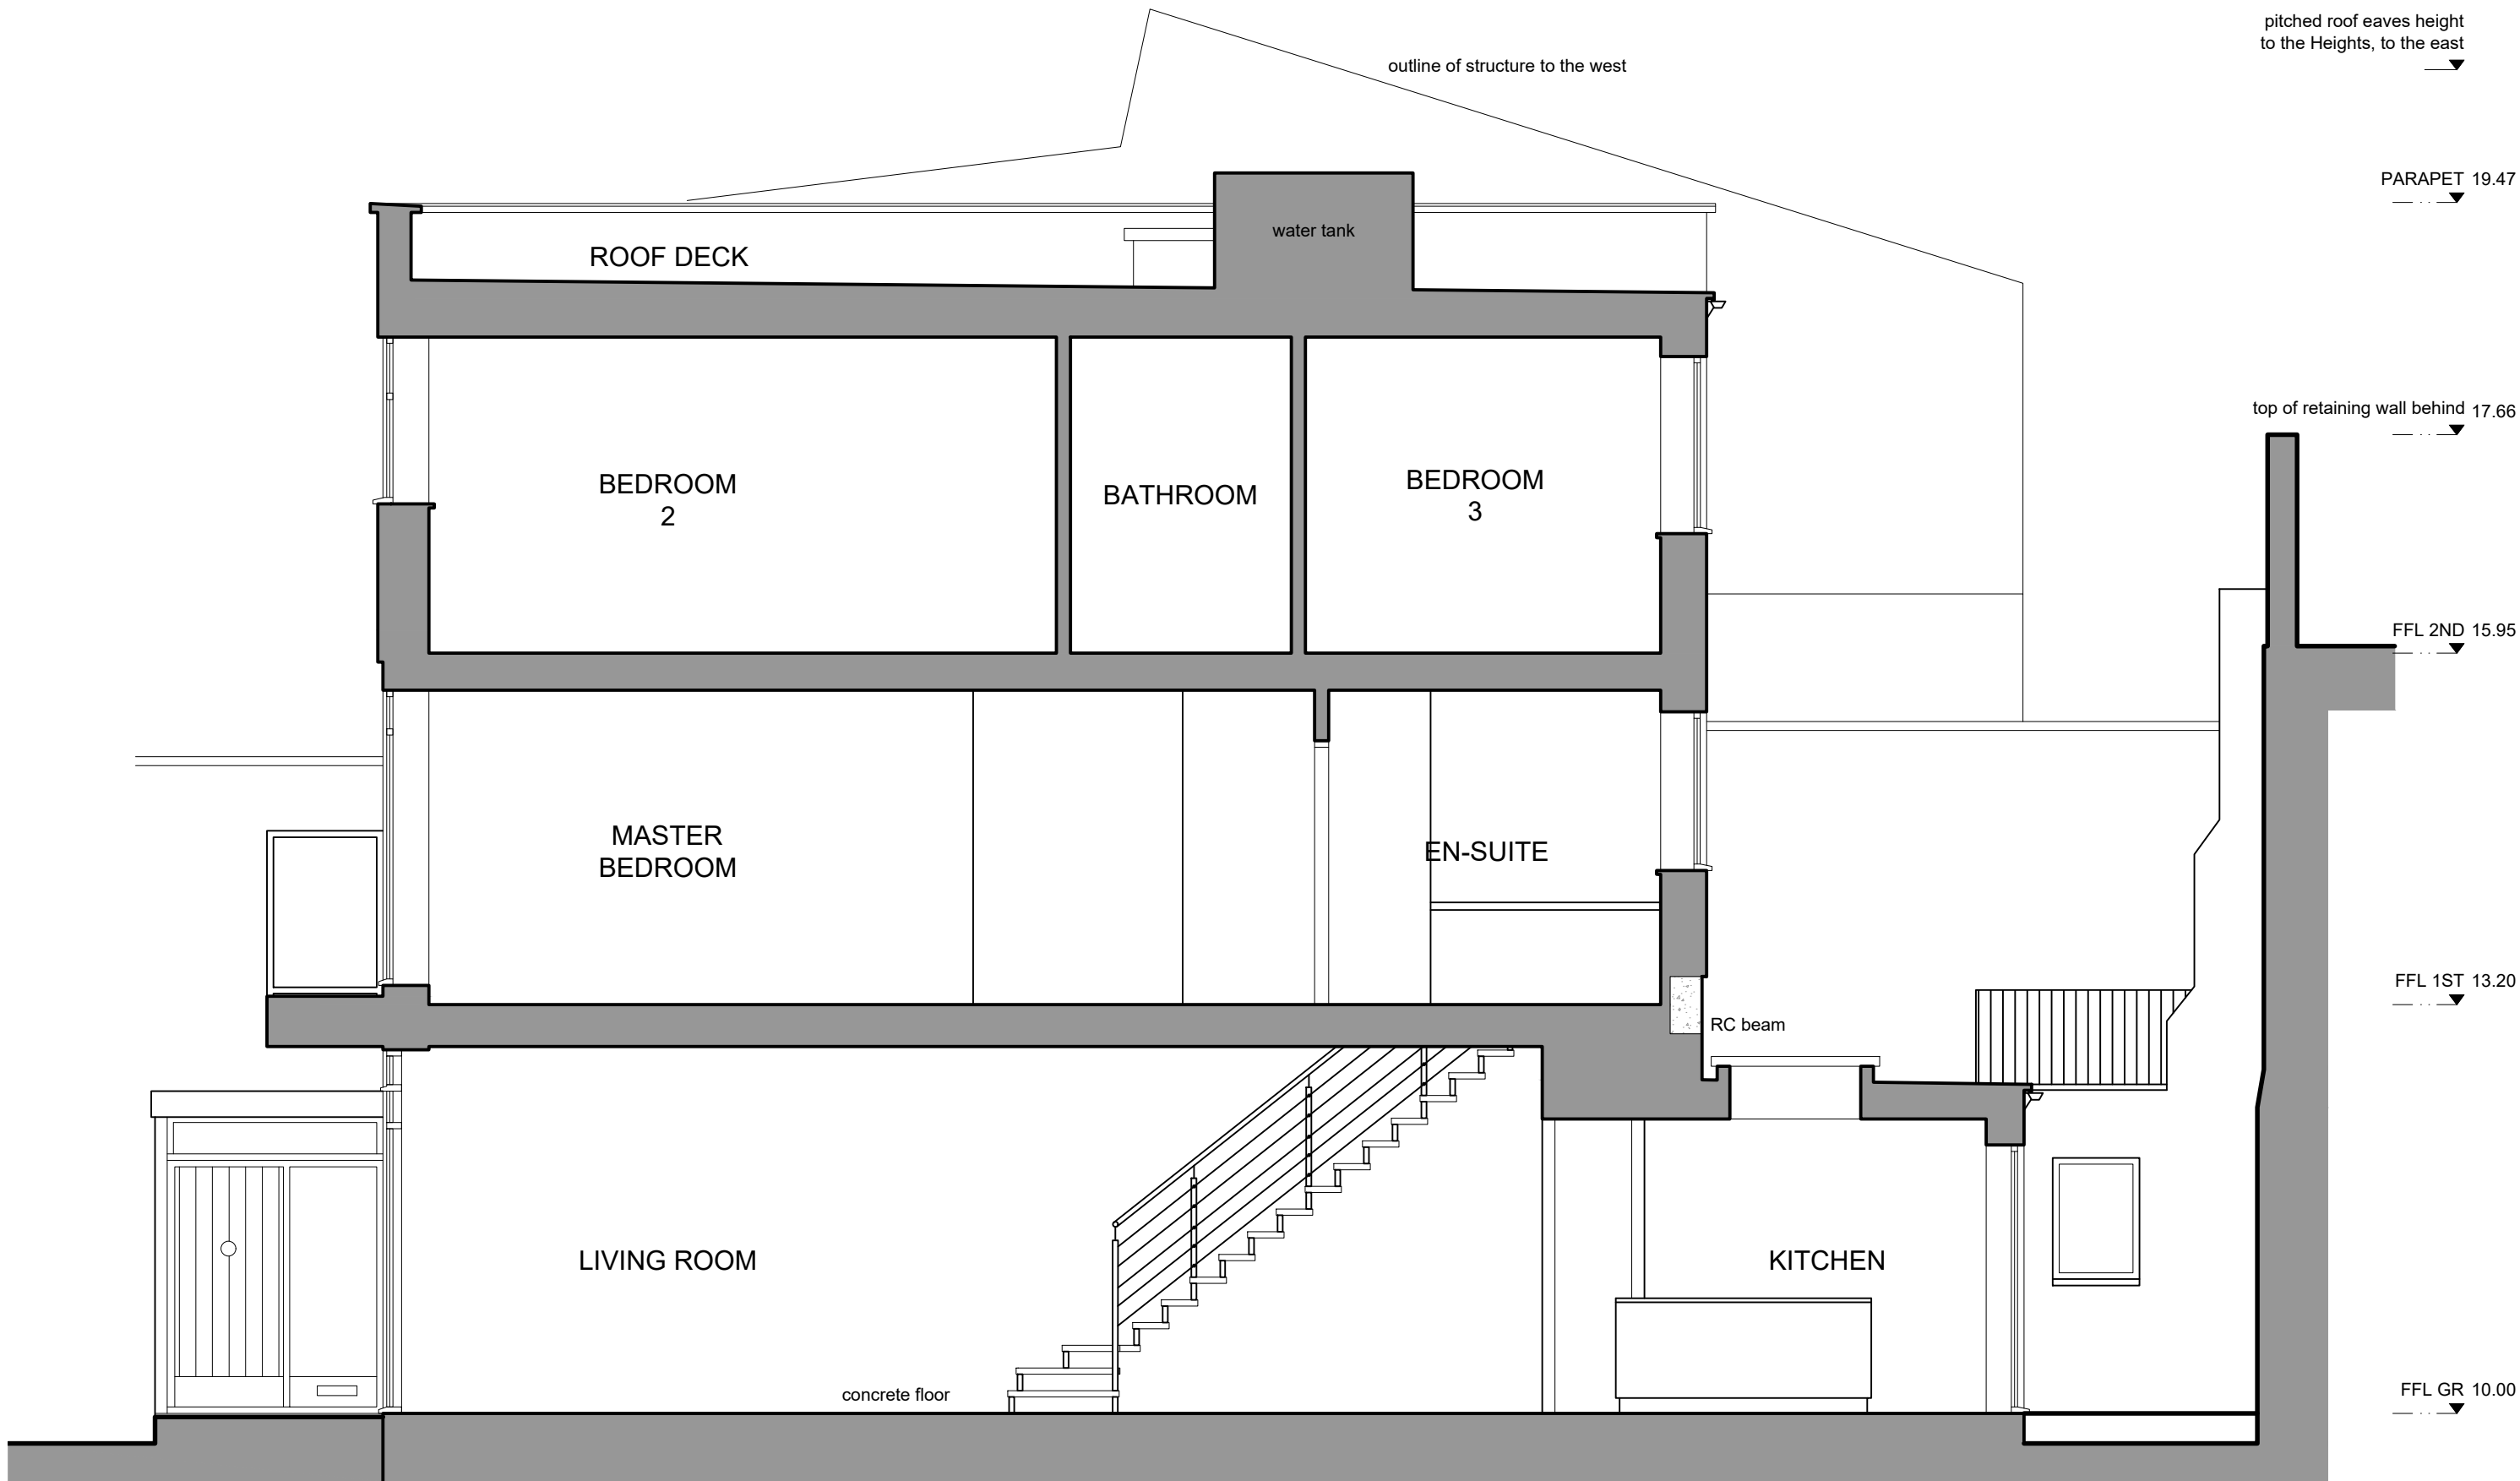 pitched roof eaves height
to the Heights, to the east
outline of structure to the west
PARAPET 19.47
water tank
ROOF DECK
top of retaining wall behind 17.66
BEDROOM
2
BATHROOM
BEDROOM
3
FFL 2ND 15.95
MASTER
BEDROOM
EN-SUITE
FFL 1ST 13.20
RC beam
LIVING ROOM
KITCHEN
concrete floor
FFL GR 10.00